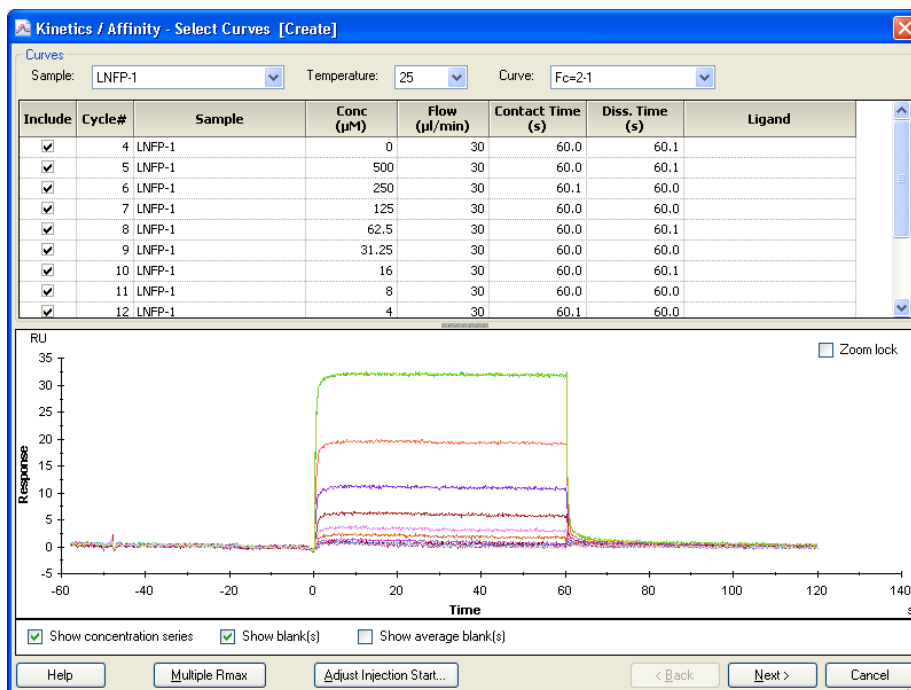 Kinetics / Affinity - Select Curves [Create]
Curves
Sample: LNFP-1 Temperature: 25 Curve: Fc=2-1
Include Cycle# Sample Conc (µM) Flow (µl/min) Contact Time (s) Diss. Time (s) Ligand
4 LNFP-1 0 30 60.0 60.1
5 LNFP-1 500 30 60.0 60.1
6 LNFP-1 250 30 60.1 60.0
7 LNFP-1 125 30 60.0 60.0
8 LNFP-1 62.5 30 60.0 60.1
9 LNFP-1 31.25 30 60.0 60.0
10 LNFP-1 16 30 60.0 60.1
11 LNFP-1 8 30 60.0 60.0
12 LNFP-1 4 30 60.1 60.0
RU
Zoom lock
35
30
25
20
15
10
5
0
-5
Response
-60 -40 -20 0 20 40 60 80 100 120 140
Time s
Show concentration series Show blank(s) Show average blank(s)
Help Multiple Rmax Adjust Injection Start... < Back Next > Cancel